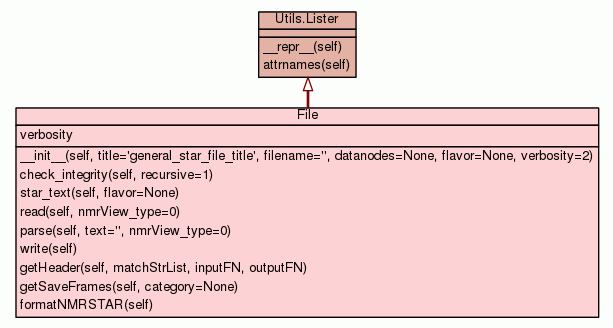 Utils.Lister
__repr__(self)
attrnames(self)
File
verbosity
__init__(self, title='general_star_file_title', filename='', datanodes=None, flavor=None, verbosity=2)
check_integrity(self, recursive=1)
star_text(self, flavor=None)
read(self, nmrView_type=0)
parse(self, text='', nmrView_type=0)
write(self)
getHeader(self, matchStrList, inputFN, outputFN)
getSaveFrames(self, category=None)
formatNMRSTAR(self)